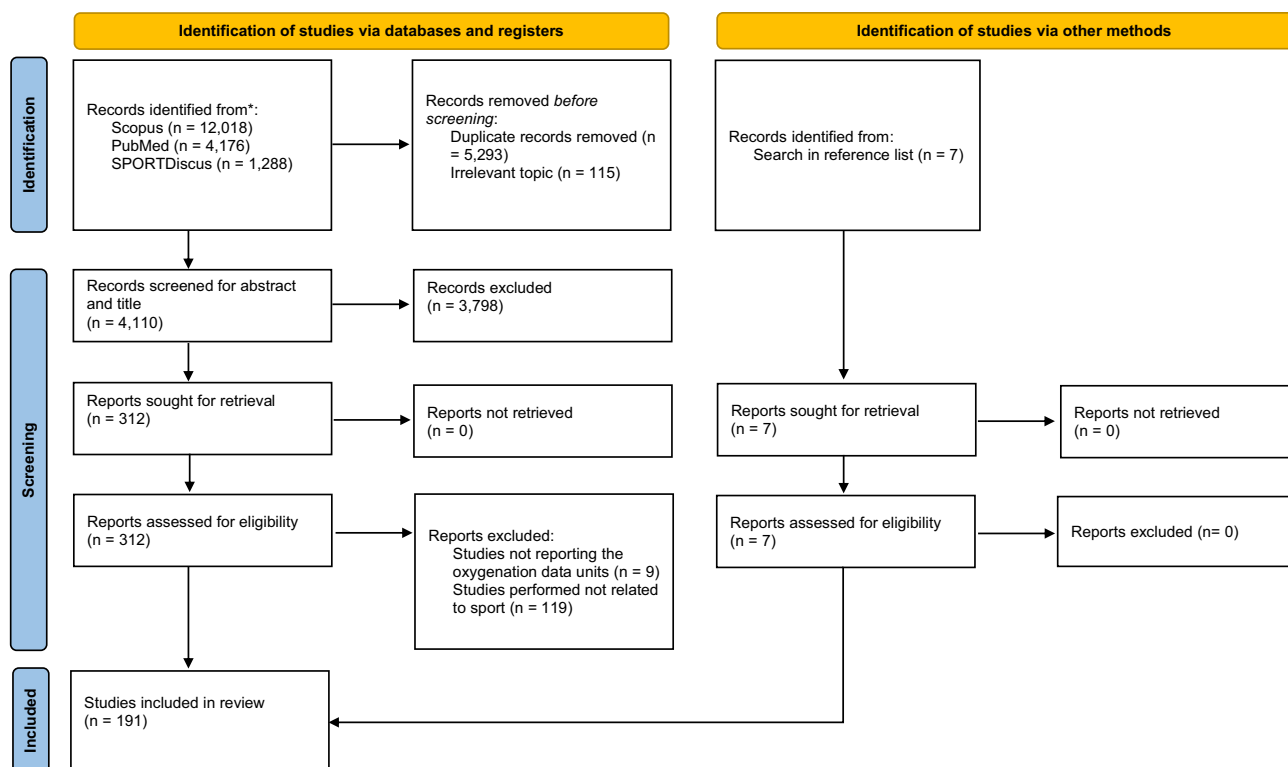 Identification of studies via databases and registers
Identification of studies via other methods
Identification
Records identified from*:
Scopus (n = 12,018)
PubMed (n = 4,176)
SPORTDiscus (n = 1,288)
Records removed before
screening:
Duplicate records removed (n
= 5,293)
Irrelevant topic (n = 115)
Records identified from:
Search in reference list (n = 7)
Screening
Records screened for abstract
and title
(n = 4,110)
Records excluded
(n = 3,798)
Reports sought for retrieval
(n = 312)
Reports not retrieved
(n = 0)
Reports sought for retrieval
(n = 7)
Reports not retrieved
(n = 0)
Reports assessed for eligibility
(n = 312)
Reports excluded:
Studies not reporting the
oxygenation data units (n = 9)
Studies performed not related
to sport (n = 119)
Reports assessed for eligibility
(n = 7)
Reports excluded (n= 0)
Included
Studies included in review
(n = 191)